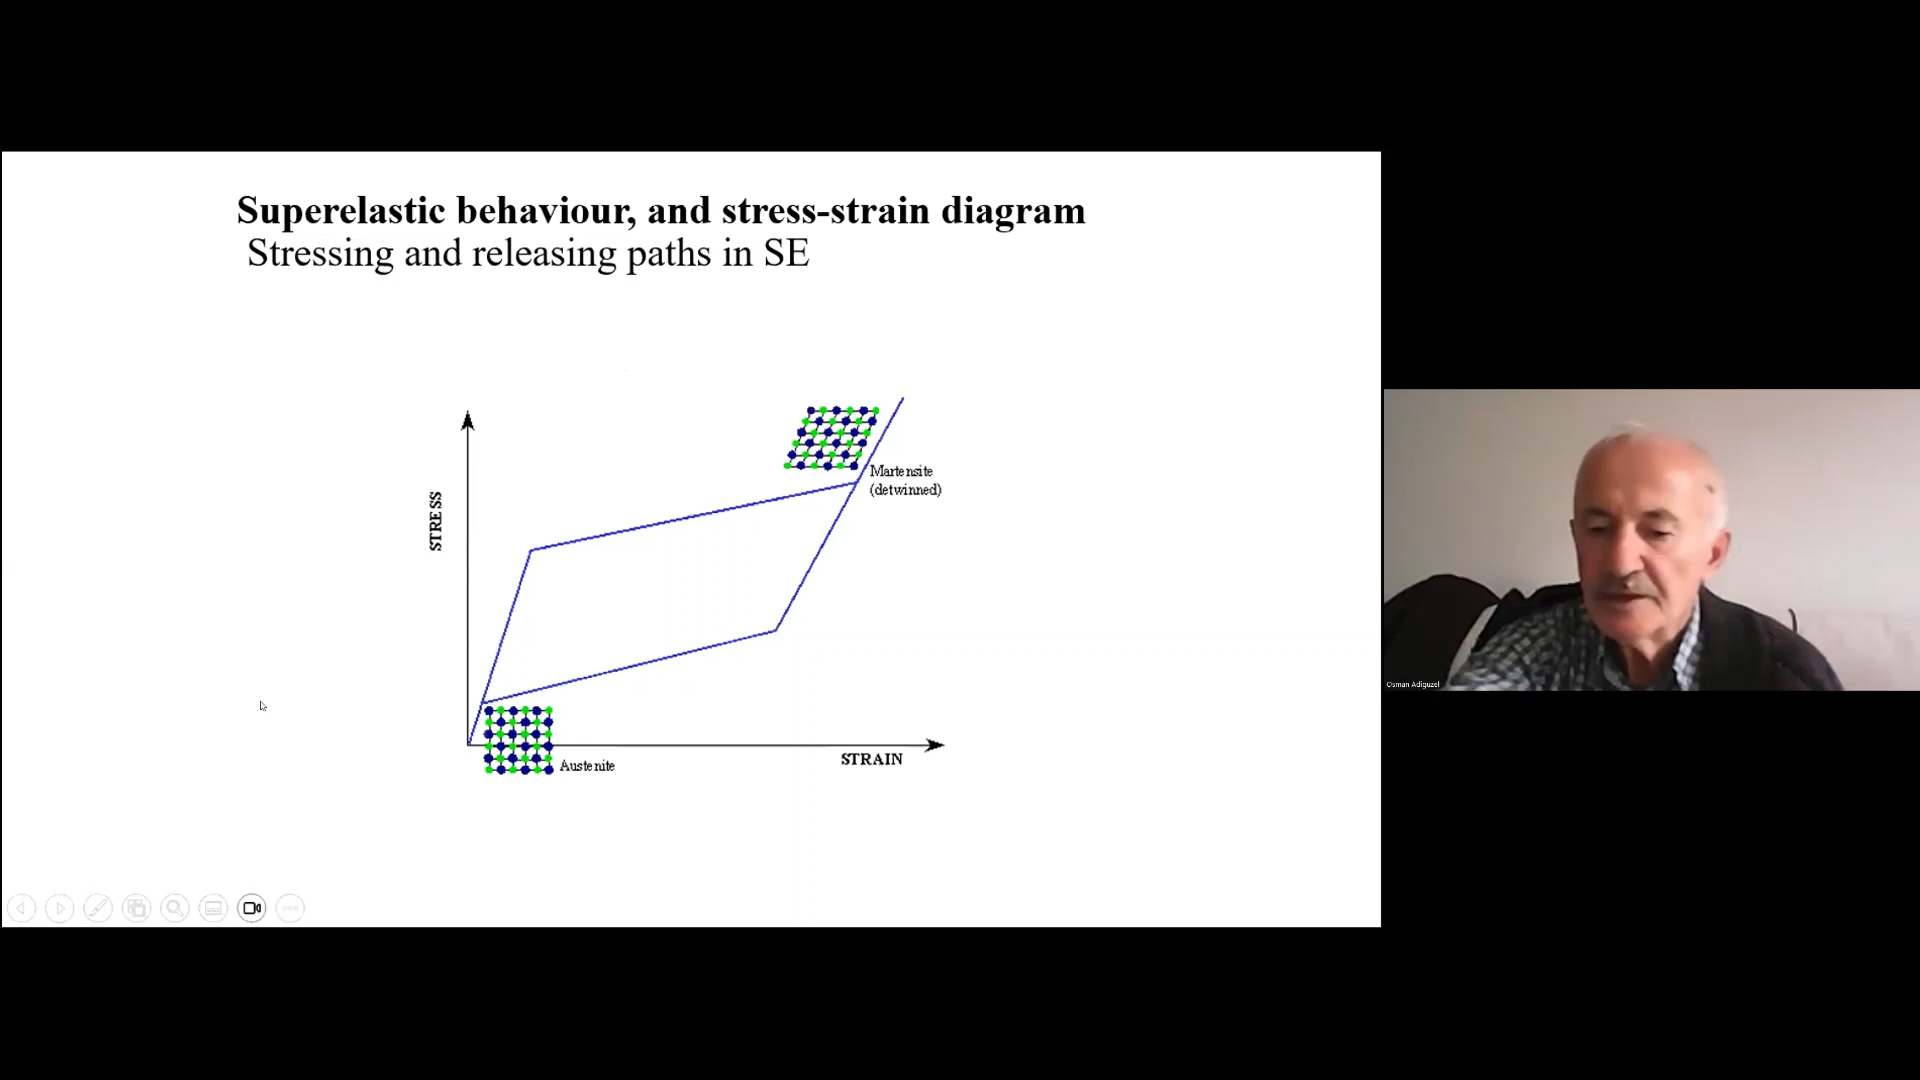 Superelastic behaviour, and stress-strain diagram
Stressing and releasing paths in SE
STRESS
Martensite
(detwinned)
STRAIN
Austenite
Osman Adiguzel